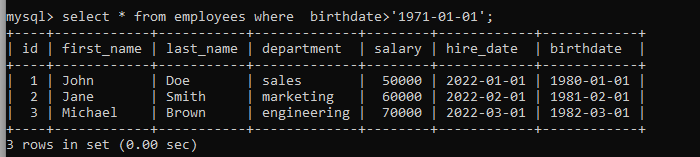 mysql> select * from employees where  birthdate>'1971-01-01';
+----+------------+-----------+-------------+--------+------------+------------+
| id | first_name | last_name | department  | salary | hire_date  | birthdate  |
+----+------------+-----------+-------------+--------+------------+------------+
|  1 | John       | Doe       | sales       |  50000 | 2022-01-01 | 1980-01-01 |
|  2 | Jane       | Smith     | marketing   |  60000 | 2022-02-01 | 1981-02-01 |
|  3 | Michael    | Brown     | engineering |  70000 | 2022-03-01 | 1982-03-01 |
+----+------------+-----------+-------------+--------+------------+------------+
3 rows in set (0.00 sec)